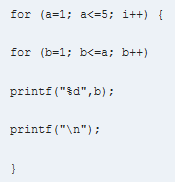 for (a=1; a<=5; i++) {
for (b=1; b<=a; b++)
printf("%d",b);
printf("\n");
}